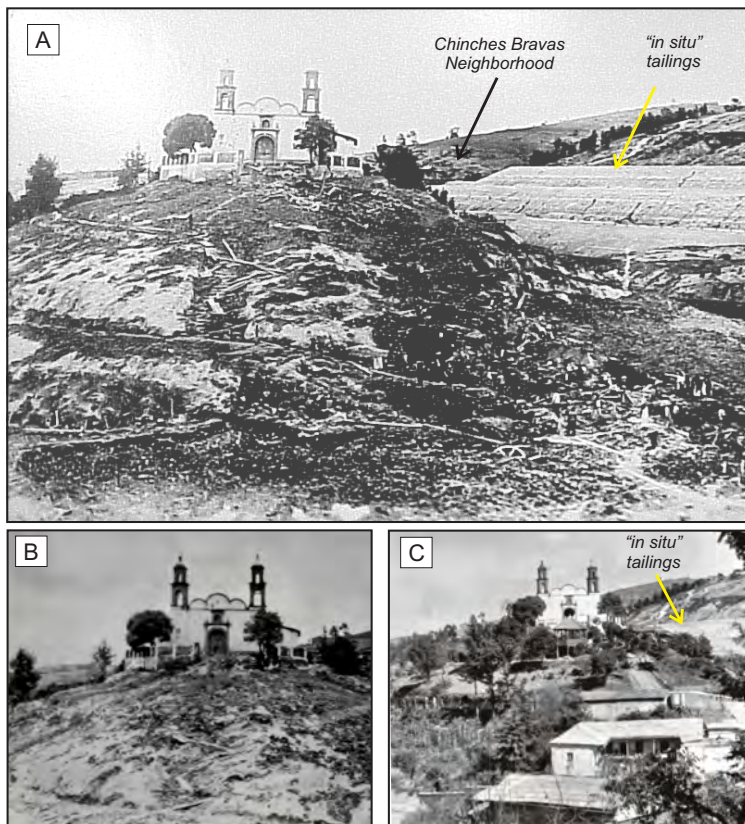 A
Chinches Bravas
Neighborhood
“in situ”
tailings
B
C
“in situ”
tailings